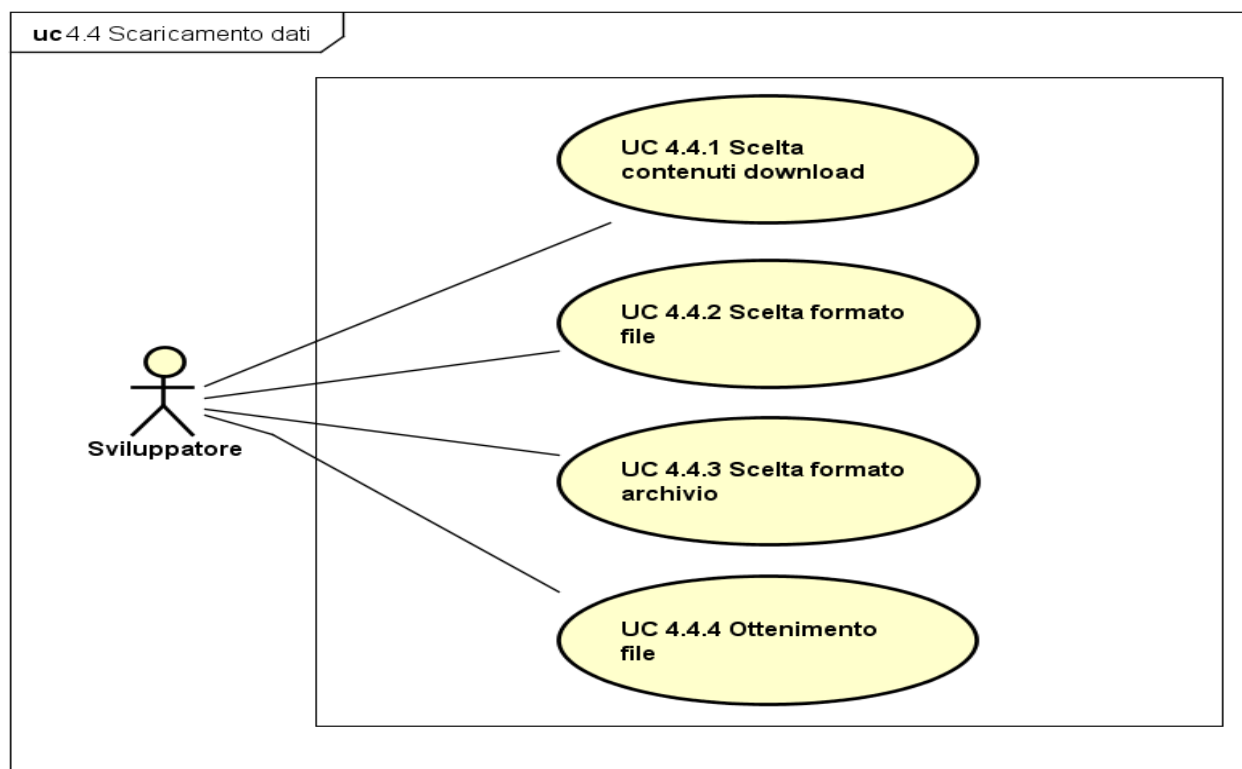 uc 4.4 Scaricamento dati
UC 4.4.1 Scelta
contenuti download
UC 4.4.2 Scelta formato
file
Sviluppatore
UC 4.4.3 Scelta formato
archivio
UC 4.4.4 Ottenimento
file